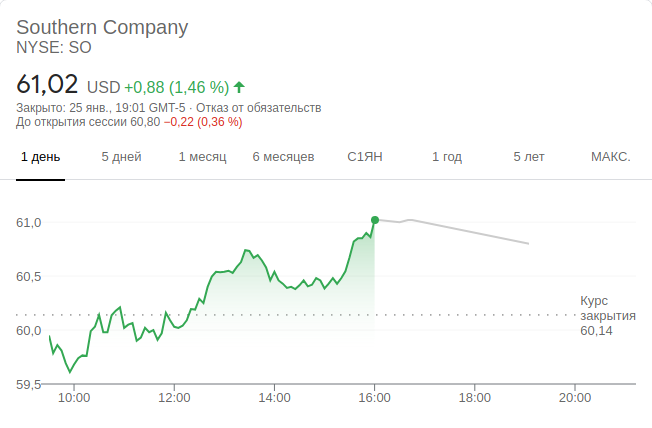 Southern Company
NYSE: SO
61,02 USD +0,88 (1,46 %)
Закрыто: 25 янв., 19:01 GMT-5 · Отказ от обязательств
До открытия сессии 60,80 −0,22 (0,36 %)
1 день 5 дней 1 месяц 6 месяцев С1ЯН 1 год 5 лет МАКС.
61,0
60,5
Курс
закрытия
60,14
60,0
59,5
10:00 12:00 14:00 16:00 18:00 20:00